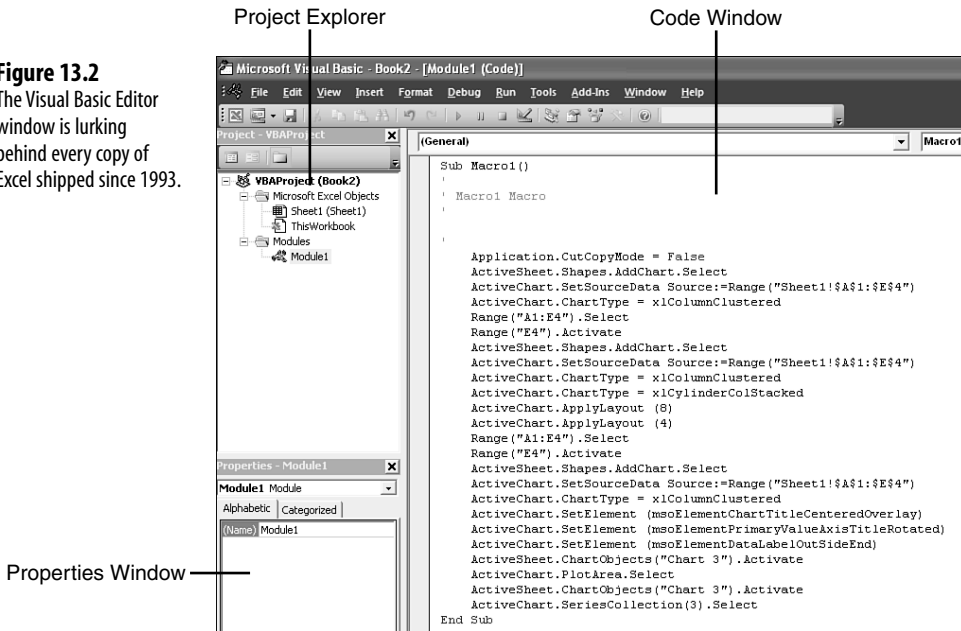 Project Explorer
Code Window
Figure 13.2
The Visual Basic Editor
window is lurking
behind every copy of
Excel shipped since 1993.
Microsoft Visual Basic - Book2 - [Module1 (Code)]
File Edit View Insert Format Debug Run Tools Add-Ins Window Help
Project - VBAProject
(General)
Macro1
VBAProject (Book2)
Microsoft Excel Objects
Sheet1 (Sheet1)
ThisWorkbook
Modules
Module1
Sub Macro1()
'
' Macro1 Macro
'

'
Application.CutCopyMode = False
ActiveSheet.Shapes.AddChart.Select
ActiveChart.SetSourceData Source:=Range("Sheet1!$A$1:$E$4")
ActiveChart.ChartType = xlColumnClustered
Range("A1:E4").Select
Range("E4").Activate
ActiveSheet.Shapes.AddChart.Select
ActiveChart.SetSourceData Source:=Range("Sheet1!$A$1:$E$4")
ActiveChart.ChartType = xlColumnClustered
ActiveChart.ChartType = xlCylinderColStacked
ActiveChart.ApplyLayout (8)
ActiveChart.ApplyLayout (4)
Range("A1:E4").Select
Range("E4").Activate
ActiveSheet.Shapes.AddChart.Select
ActiveChart.SetSourceData Source:=Range("Sheet1!$A$1:$E$4")
ActiveChart.ChartType = xlColumnClustered
ActiveChart.SetElement (msoElementChartTitleCenteredOverlay)
ActiveChart.SetElement (msoElementPrimaryValueAxisTitleRotated)
ActiveChart.SetElement (msoElementDataLabelOutSideEnd)
ActiveSheet.ChartObjects("Chart 3").Activate
ActiveChart.PlotArea.Select
ActiveSheet.ChartObjects("Chart 3").Activate
ActiveChart.SeriesCollection(3).Select
End Sub
Properties - Module1
Module1 Module
Alphabetic Categorized
(Name) Module1
Properties Window